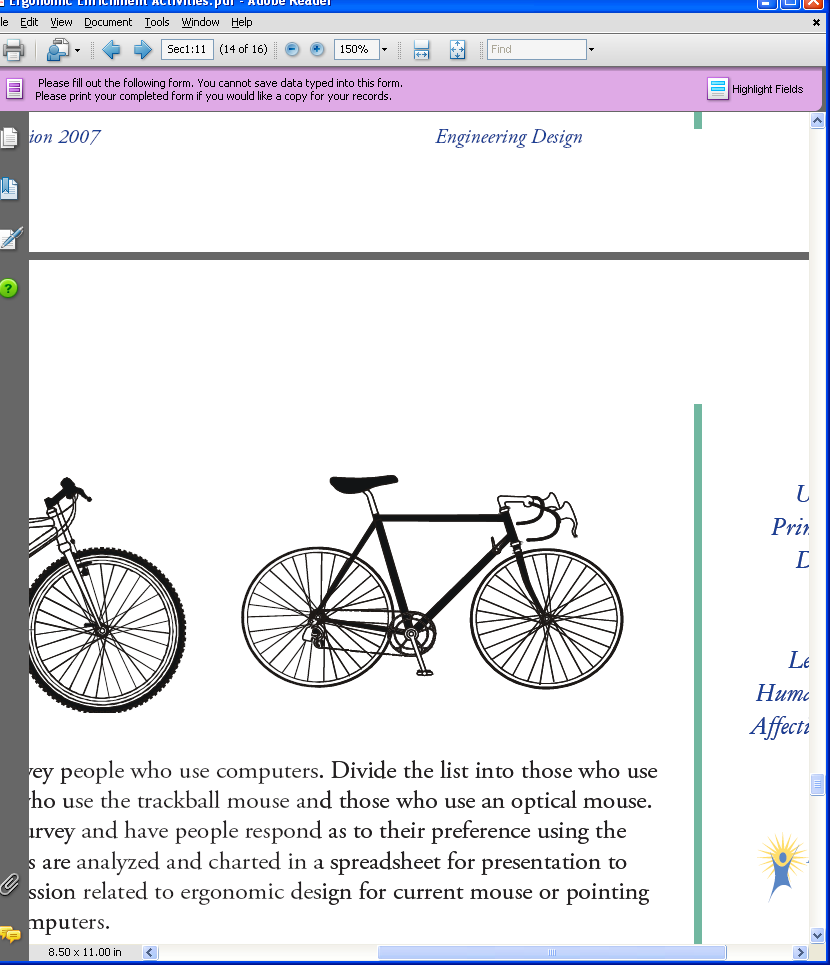 Ergonomic Enrichment Activities.pdf - Adobe Reader
le Edit View Document Tools Window Help
Sec1:11 (14 of 16) 150% Find
Please fill out the following form. You cannot save data typed into this form.
Please print your completed form if you would like a copy for your records.
Highlight Fields
ion 2007 Engineering Design
U
Prin
D
Le
Huma
Affecti
vey people who use computers. Divide the list into those who use
ho use the trackball mouse and those who use an optical mouse.
urvey and have people respond as to their preference using the
s are analyzed and charted in a spreadsheet for presentation to
ssion related to ergonomic design for current mouse or pointing
mputers.
8.50 x 11.00 in